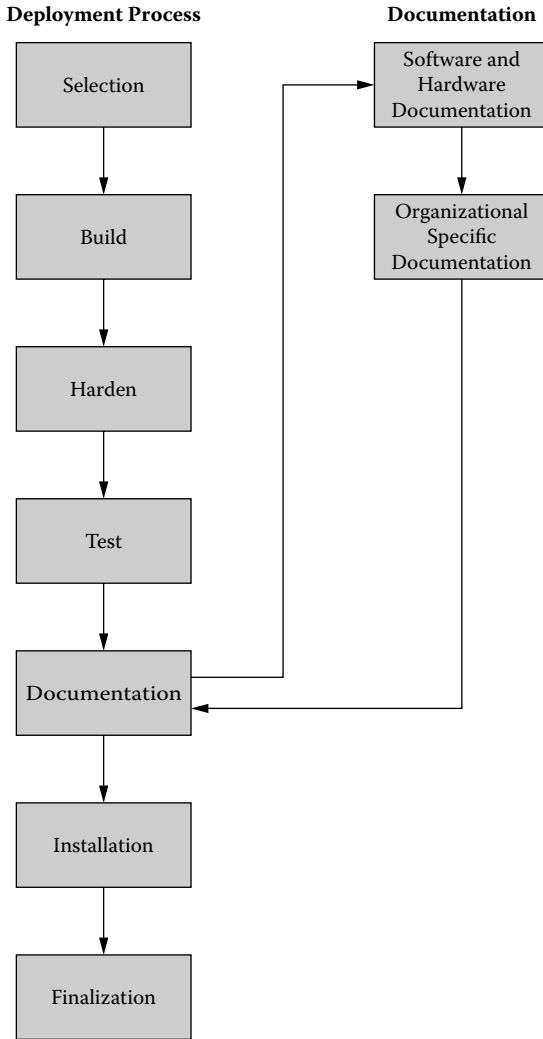 Deployment Process
Selection
Build
Harden
Test
Documentation
Installation
Finalization
Documentation
Software and
Hardware
Documentation
Organizational
Specific
Documentation